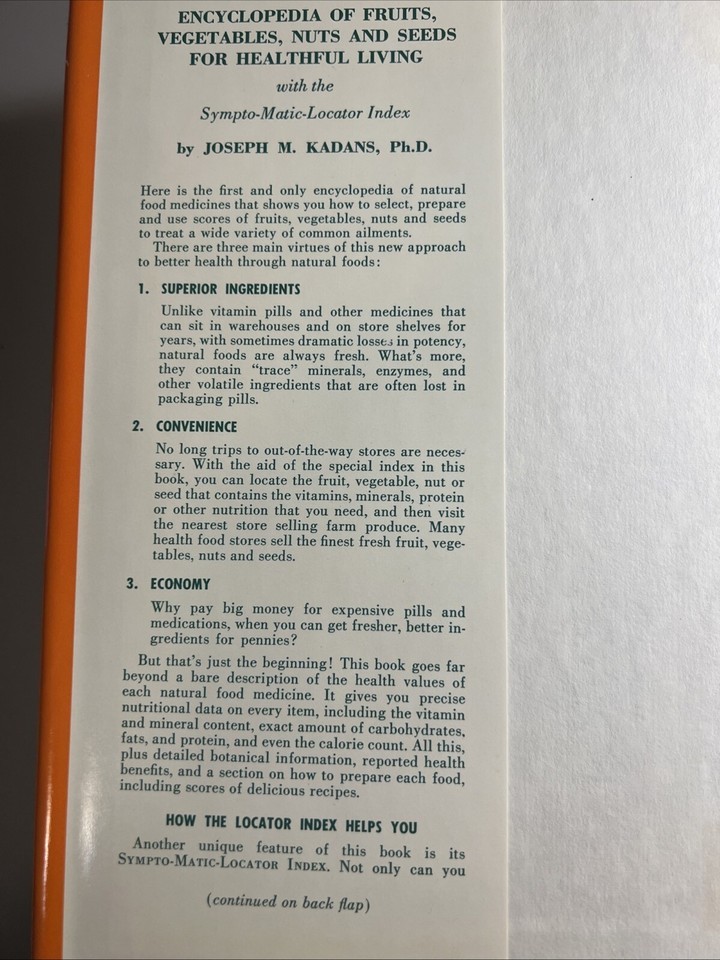 ENCYCLOPEDIA OF FRUITS,
VEGETABLES, NUTS AND SEEDS
FOR HEALTHFUL LIVING
with the
Sympto-Matic-Locator Index
by JOSEPH M. KADANS, Ph.D.
Here is the first and only encyclopedia of natural
food medicines that shows you how to select, prepare
and use scores of fruits, vegetables, nuts and seeds
to treat a wide variety of common ailments.
There are three main virtues of this new approach
to better health through natural foods:
1. SUPERIOR INGREDIENTS
Unlike vitamin pills and other medicines that
can sit in warehouses and on store shelves for
years, with sometimes dramatic losses in potency,
natural foods are always fresh. What's more,
they contain "trace" minerals, enzymes, and
other volatile ingredients that are often lost in
packaging pills.
2. CONVENIENCE
No long trips to out-of-the-way stores are neces-
sary. With the aid of the special index in this
book, you can locate the fruit, vegetable, nut or
seed that contains the vitamins, minerals, protein
or other nutrition that you need, and then visit
the nearest store selling farm produce. Many
health food stores sell the finest fresh fruit, vege-
tables, nuts and seeds.
3. ECONOMY
Why pay big money for expensive pills and
medications, when you can get fresher, better in-
gredients for pennies?
But that's just the beginning! This book goes far
beyond a bare description of the health values of
each natural food medicine. It gives you precise
nutritional data on every item, including the vitamin
and mineral content, exact amount of carbohydrates,
fats, and protein, and even the calorie count. All this,
plus detailed botanical information, reported health
benefits, and a section on how to prepare each food,
including scores of delicious recipes.
HOW THE LOCATOR INDEX HELPS YOU
Another unique feature of this book is its
SYMPTO-MATIC-LOCATOR INDEX. Not only can you
(continued on back flap)